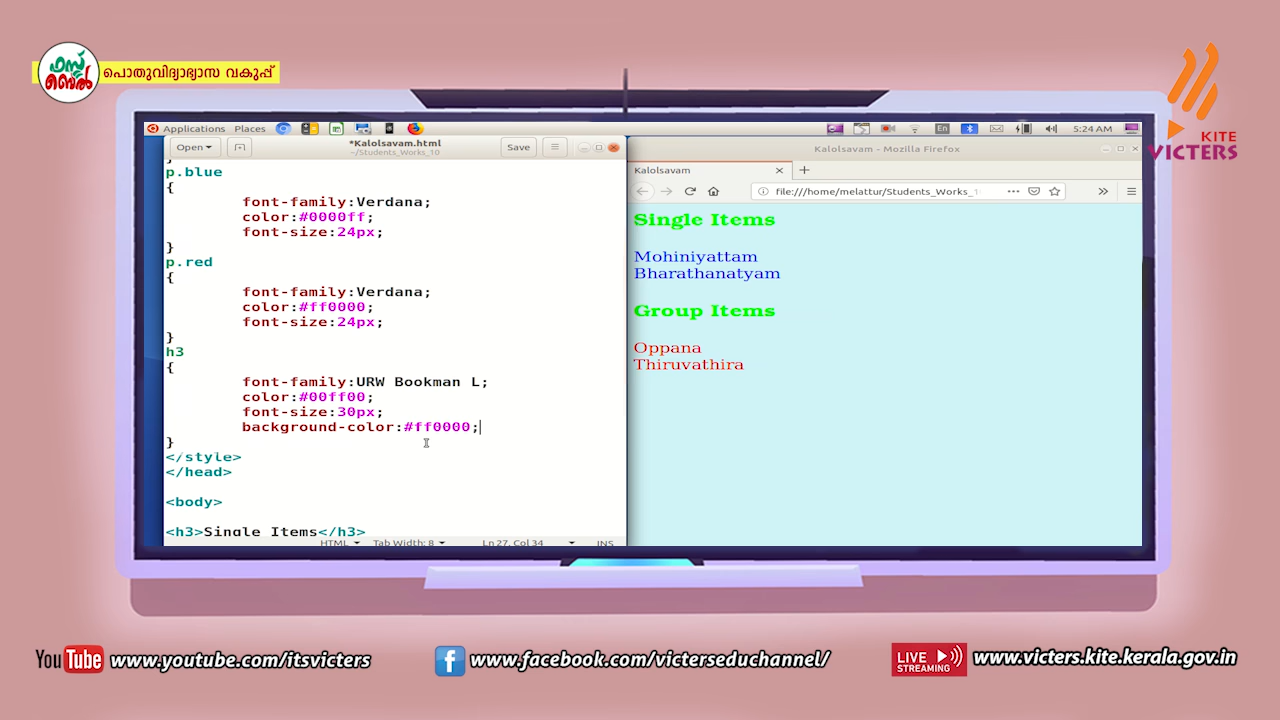 ഫസ്റ്റ്
ബെൽ
പൊതുവിദ്യാഭ്യാസ വകുപ്പ്
KITE
VICTERS
Applications Places
En
5:24 AM
Open
*Kalolsavam.html
~/Students_Works_10
Save
}
p.blue
{
font-family:Verdana;
color:#0000ff;
font-size:24px;
}
p.red
{
font-family:Verdana;
color:#ff0000;
font-size:24px;
}
h3
{
font-family:URW Bookman L;
color:#00ff00;
font-size:30px;
background-color:#ff0000;
}
</style>
</head>
<body>
<h3>Single Items</h3>
HTML Tab Width: 8 Ln 27, Col 34 INS
Kalolsavam - Mozilla Firefox
Kalolsavam
file:///home/melattur/Students_Works_1
Single Items
Mohiniyattam
Bharathanatyam
Group Items
Oppana
Thiruvathira
YouTube www.youtube.com/itsvicters
f www.facebook.com/victerseduchannel/
LIVE
STREAMING
www.victers.kite.kerala.gov.in